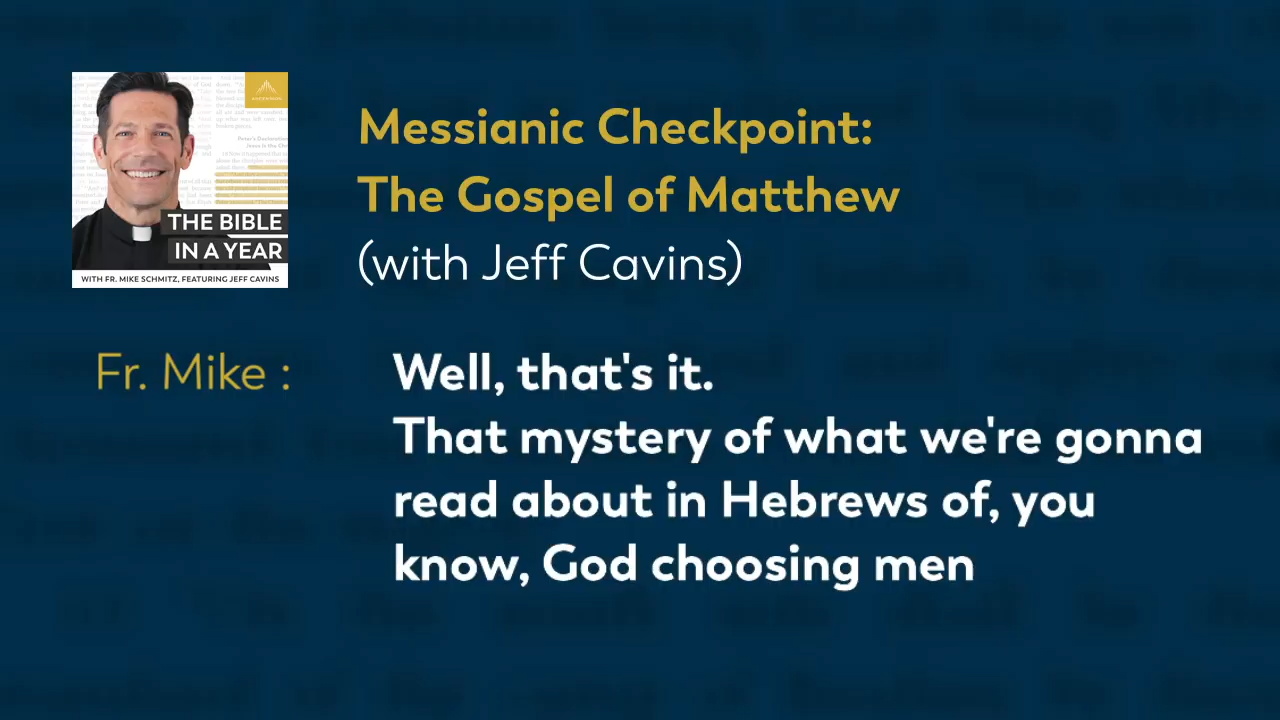 Messianic Checkpoint:
The Gospel of Matthew
(with Jeff Cavins)
THE BIBLE
IN A YEAR
WITH FR. MIKE SCHMITZ, FEATURING JEFF CAVINS
Fr. Mike :
Well, that's it.
That mystery of what we're gonna
read about in Hebrews of, you
know, God choosing men